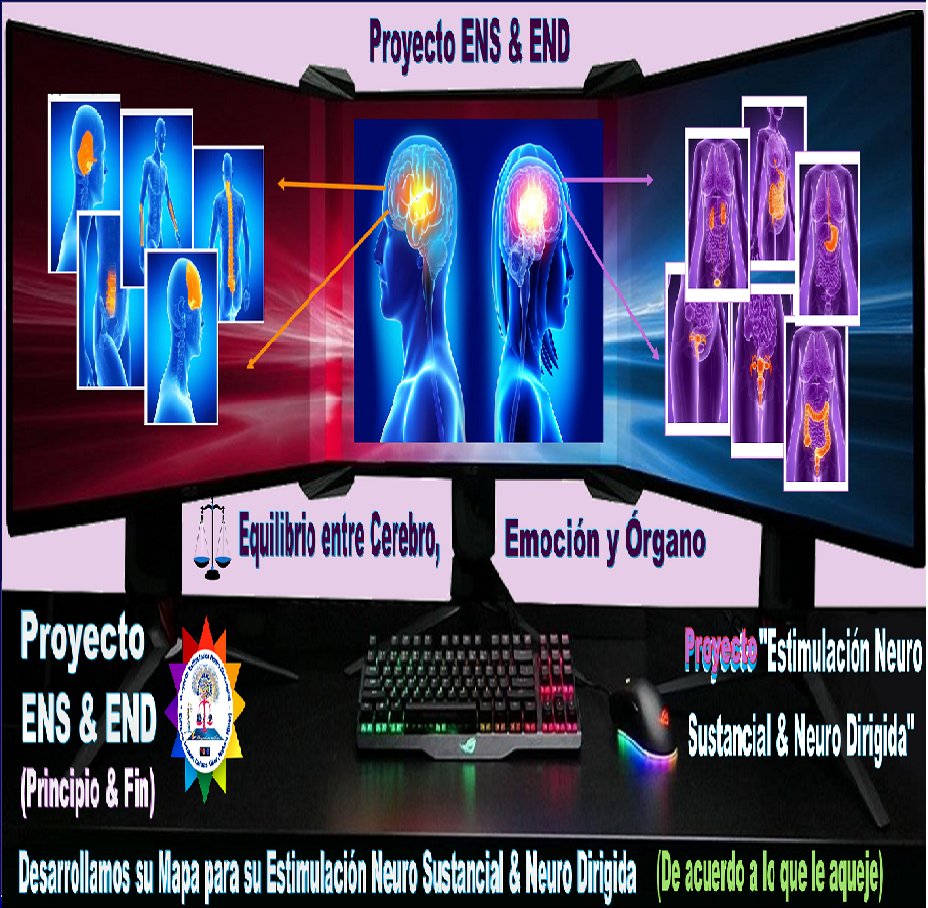 Proyecto ENS & END
Equilibrio entre Cerebro,
Emoción y Órgano
Proyecto
ENS & END
(Principio & Fin)
Proyecto "Estimulación Neuro
Sustancial & Neuro Dirigida"
Desarrollamos su Mapa para su Estimulación Neuro Sustancial & Neuro Dirigida (De acuerdo a lo que le aqueje)